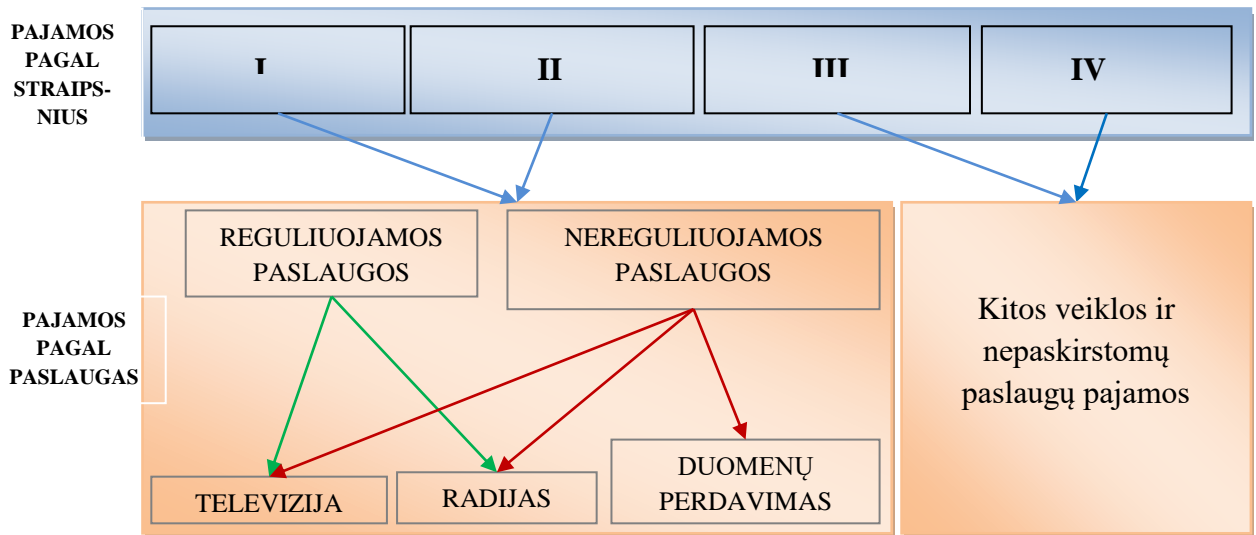 PAJAMOS
PAGAL
STRAIPS-
NIUS
I
II
III
IV
REGULIUOJAMOS
PASLAUGOS
NEREGULIUOJAMOS
PASLAUGOS
PAJAMOS
PAGAL
PASLAUGAS
Kitos veiklos ir
nepaskirstomų
paslaugų pajamos
TELEVIZIJA
RADIJAS
DUOMENŲ
PERDAVIMAS